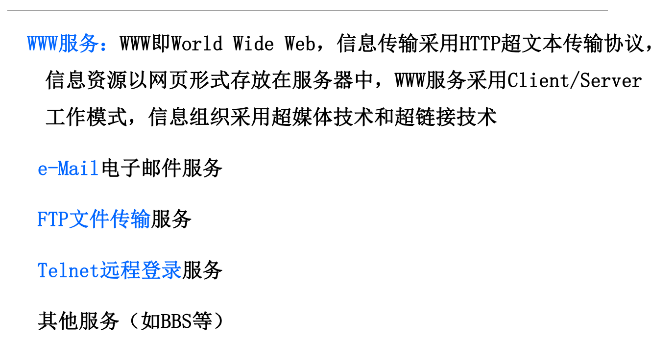 WWW服务：WWW即World Wide Web，信息传输采用HTTP超文本传输协议，
信息资源以网页形式存放在服务器中，WWW服务采用Client/Server
工作模式，信息组织采用超媒体技术和超链接技术
e-Mail电子邮件服务
FTP文件传输服务
Telnet远程登录服务
其他服务（如BBS等）